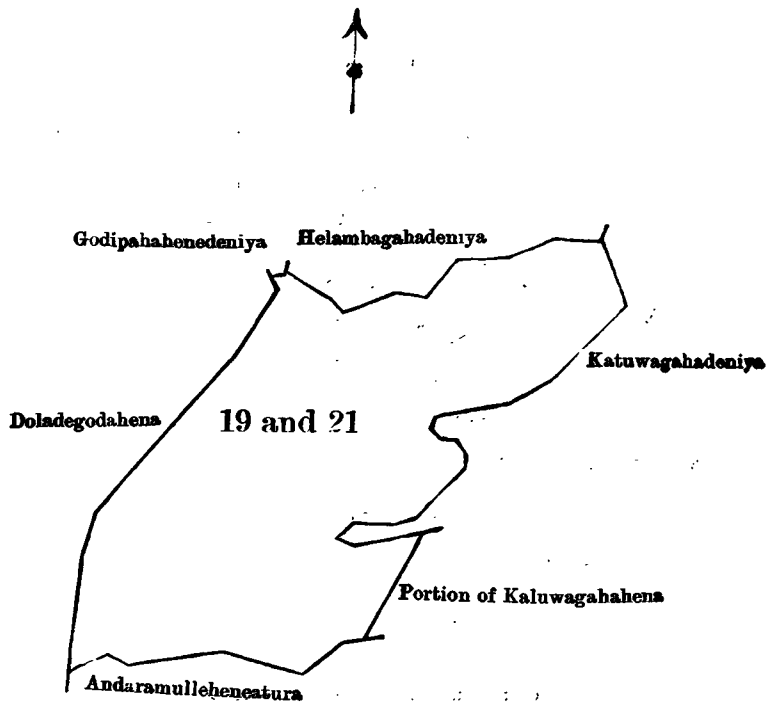 Godipahahenedeniya Helambagahadeniya
Katuwagahadeniya
Doladegodahena 19 and 21
Portion of Kaluwagahahena
Andaramulleheneatura